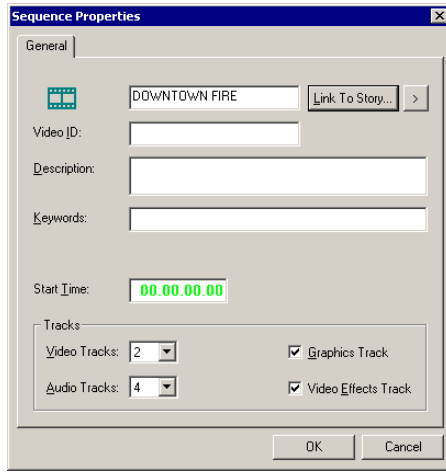 Sequence Properties
General
DOWNTOWN FIRE
Link To Story... >
Video ID:
Description:
Keywords:
Start Time: 00.00.00.00
Tracks
Video Tracks: 2
Graphics Track
Audio Tracks: 4
Video Effects Track
OK Cancel